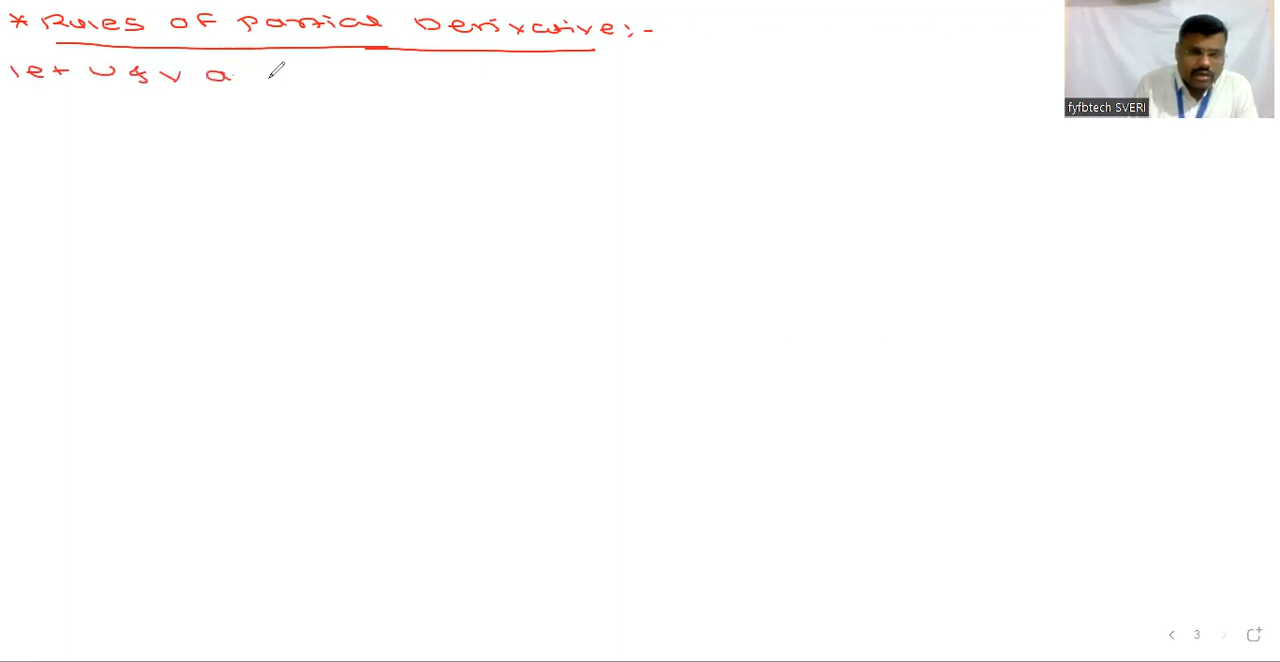 * Rules of partial Derivative:-
let u & v a
fyfbtech SVERI
3